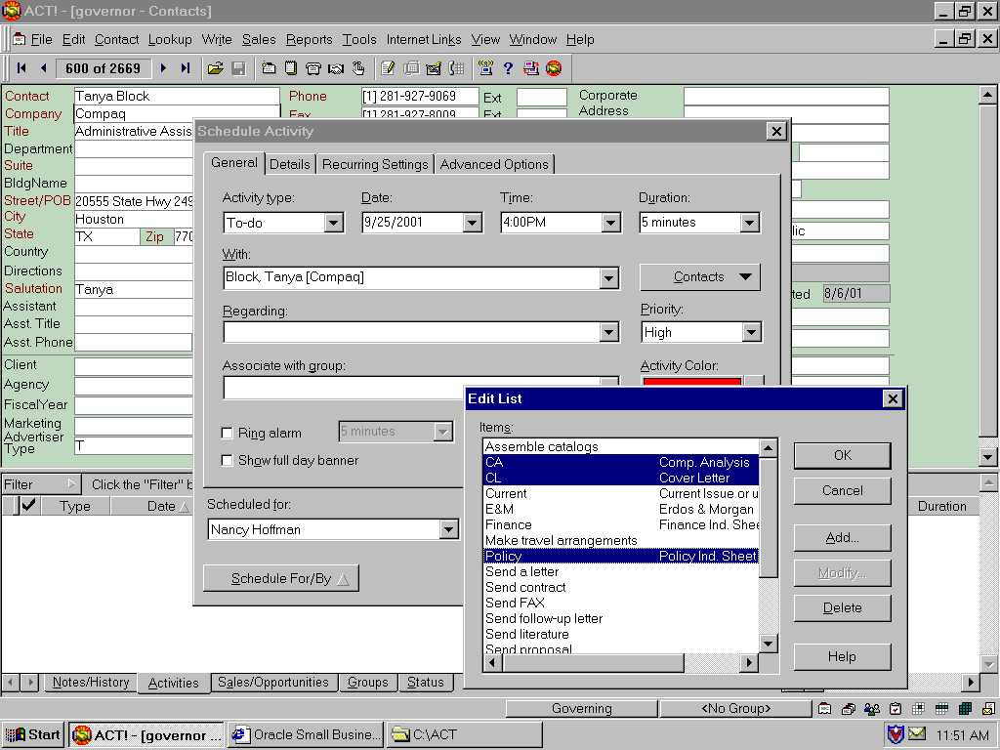 ACT! - [governor - Contacts]
File Edit Contact Lookup Write Sales Reports Tools Internet Links View Window Help
600 of 2669
Contact Tanya Block Phone [1] 281-927-9069 Ext Corporate
Company Compaq Fax [1] 281-927-8009 Ext Address
Title Administrative Assis
Department
Suite
BldgName
Street/POB 20555 State Hwy 249
City Houston
State TX Zip 770
Country
Directions
Salutation Tanya
Assistant
Asst. Title
Asst. Phone
Client
Agency
FiscalYear
Marketing
Advertiser
Type T
lic
ted 8/6/01
Schedule Activity
General Details Recurring Settings Advanced Options
Activity type: Date: Time: Duration:
To-do 9/25/2001 4:00PM 5 minutes
With:
Block, Tanya [Compaq] Contacts
Regarding: Priority:
High
Associate with group: Activity Color:
Ring alarm 5 minutes
Show full day banner
Scheduled for:
Nancy Hoffman
Schedule For/By
Edit List
Items:
Assemble catalogs
CA Comp. Analysis
CL Cover Letter
Current Current Issue or u
E&M Erdos & Morgan
Finance Finance Ind. Shee
Make travel arrangements
Policy Policy Ind. Sheet
Send a letter
Send contract
Send FAX
Send follow-up letter
Send literature
Send proposal
OK
Cancel
Add...
Modify...
Delete
Help
Filter Click the "Filter" b
Type Date Duration
Notes/History Activities Sales/Opportunities Groups Status
Governing <No Group>
Start ACT! - [governor ... Oracle Small Busine... C:\ACT 11:51 AM